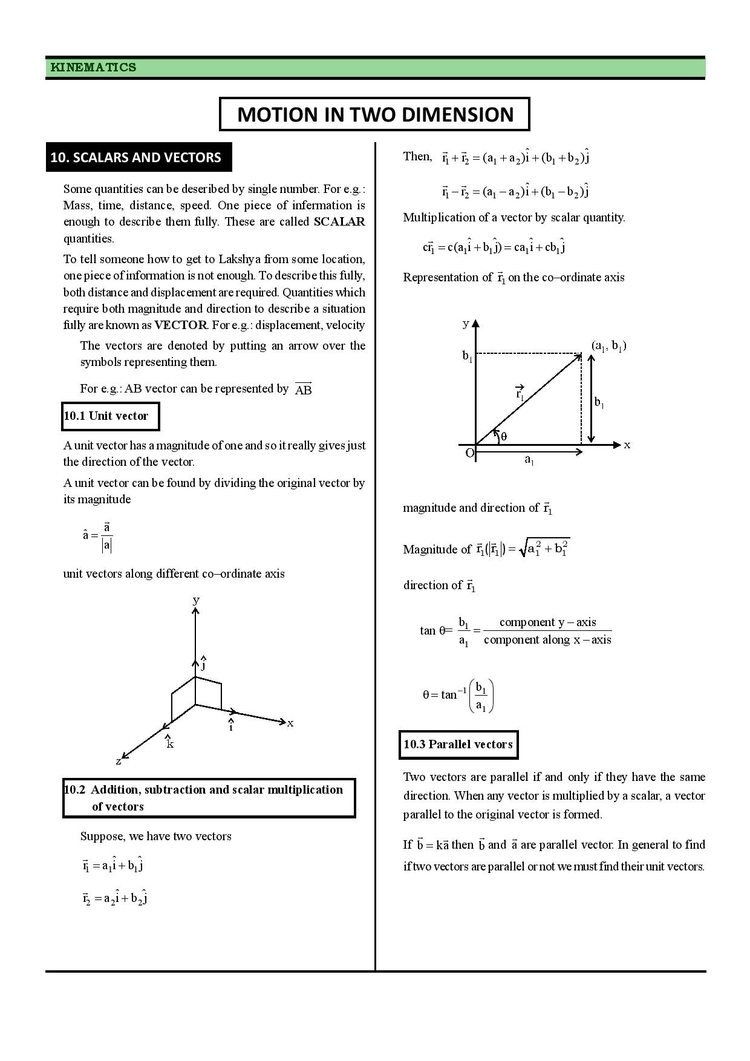 KINEMATICS
MOTION IN TWO DIMENSION
10. SCALARS AND VECTORS
Some quantities can be deseribed by single number. For e.g.:
Mass, time, distance, speed. One piece of infermation is
enough to describe them fully. These are called SCALAR
quantities.
To tell someone how to get to Lakshya from some location,
one piece of information is not enough. To describe this fully,
both distance and displacement are required. Quantities which
require both magnitude and direction to describe a situation
fully are known as VECTOR. For e.g.: displacement, velocity
The vectors are denoted by putting an arrow over the
symbols representing them.
For e.g.: AB vector can be represented by $\overrightarrow{AB}$
10.1 Unit vector
A unit vector has a magnitude of one and so it really gives just
the direction of the vector.
A unit vector can be found by dividing the original vector by
its magnitude
$\hat{a} = \frac{\vec{a}}{|a|}$
unit vectors along different co–ordinate axis
y
$\hat{j}$
x
$\hat{i}$
$\hat{k}$
z
10.2 Addition, subtraction and scalar multiplication
of vectors
Suppose, we have two vectors
$\vec{r}_1 = a_1\hat{i} + b_1\hat{j}$
$\vec{r}_2 = a_2\hat{i} + b_2\hat{j}$
Then, $\vec{r}_1 + \vec{r}_2 = (a_1 + a_2)\hat{i} + (b_1 + b_2)\hat{j}$
$\vec{r}_1 - \vec{r}_2 = (a_1 - a_2)\hat{i} + (b_1 - b_2)\hat{j}$
Multiplication of a vector by scalar quantity.
$c\vec{r}_1 = c(a_1\hat{i} + b_1\hat{j}) = ca_1\hat{i} + cb_1\hat{j}$
Representation of $\vec{r}_1$ on the co–ordinate axis
y
$(a_1, b_1)$
$b_1$
$\vec{r}_1$
$b_1$
θ
x
O
$a_1$
magnitude and direction of $\vec{r}_1$
Magnitude of $\vec{r}_1(|\vec{r}_1|) = \sqrt{a_1^2 + b_1^2}$
direction of $\vec{r}_1$
$\tan θ = \frac{b_1}{a_1} = \frac{\text{component y – axis}}{\text{component along x – axis}}$
$θ = \tan^{-1}\left(\frac{b_1}{a_1}\right)$
10.3 Parallel vectors
Two vectors are parallel if and only if they have the same
direction. When any vector is multiplied by a scalar, a vector
parallel to the original vector is formed.
If $\vec{b} = k\vec{a}$ then $\vec{b}$ and $\vec{a}$ are parallel vector. In general to find
if two vectors are parallel or not we must find their unit vectors.